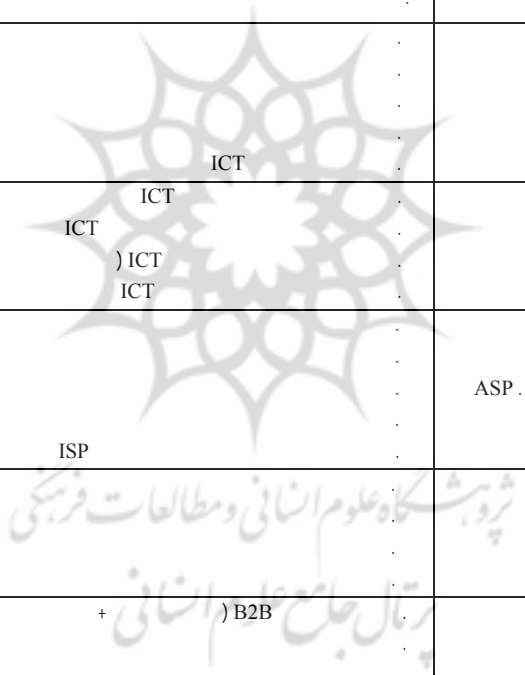 .
.
.
.
.
. ICT
. ICT
. ICT
. ICT (
. ICT
.
.
. ASP
.
. ISP
پژوهشگاه علوم انسانی و مطالعات فرهنگی
.
.
.
.
پرتال جامع علوم انسانی
. B2B ( +
.